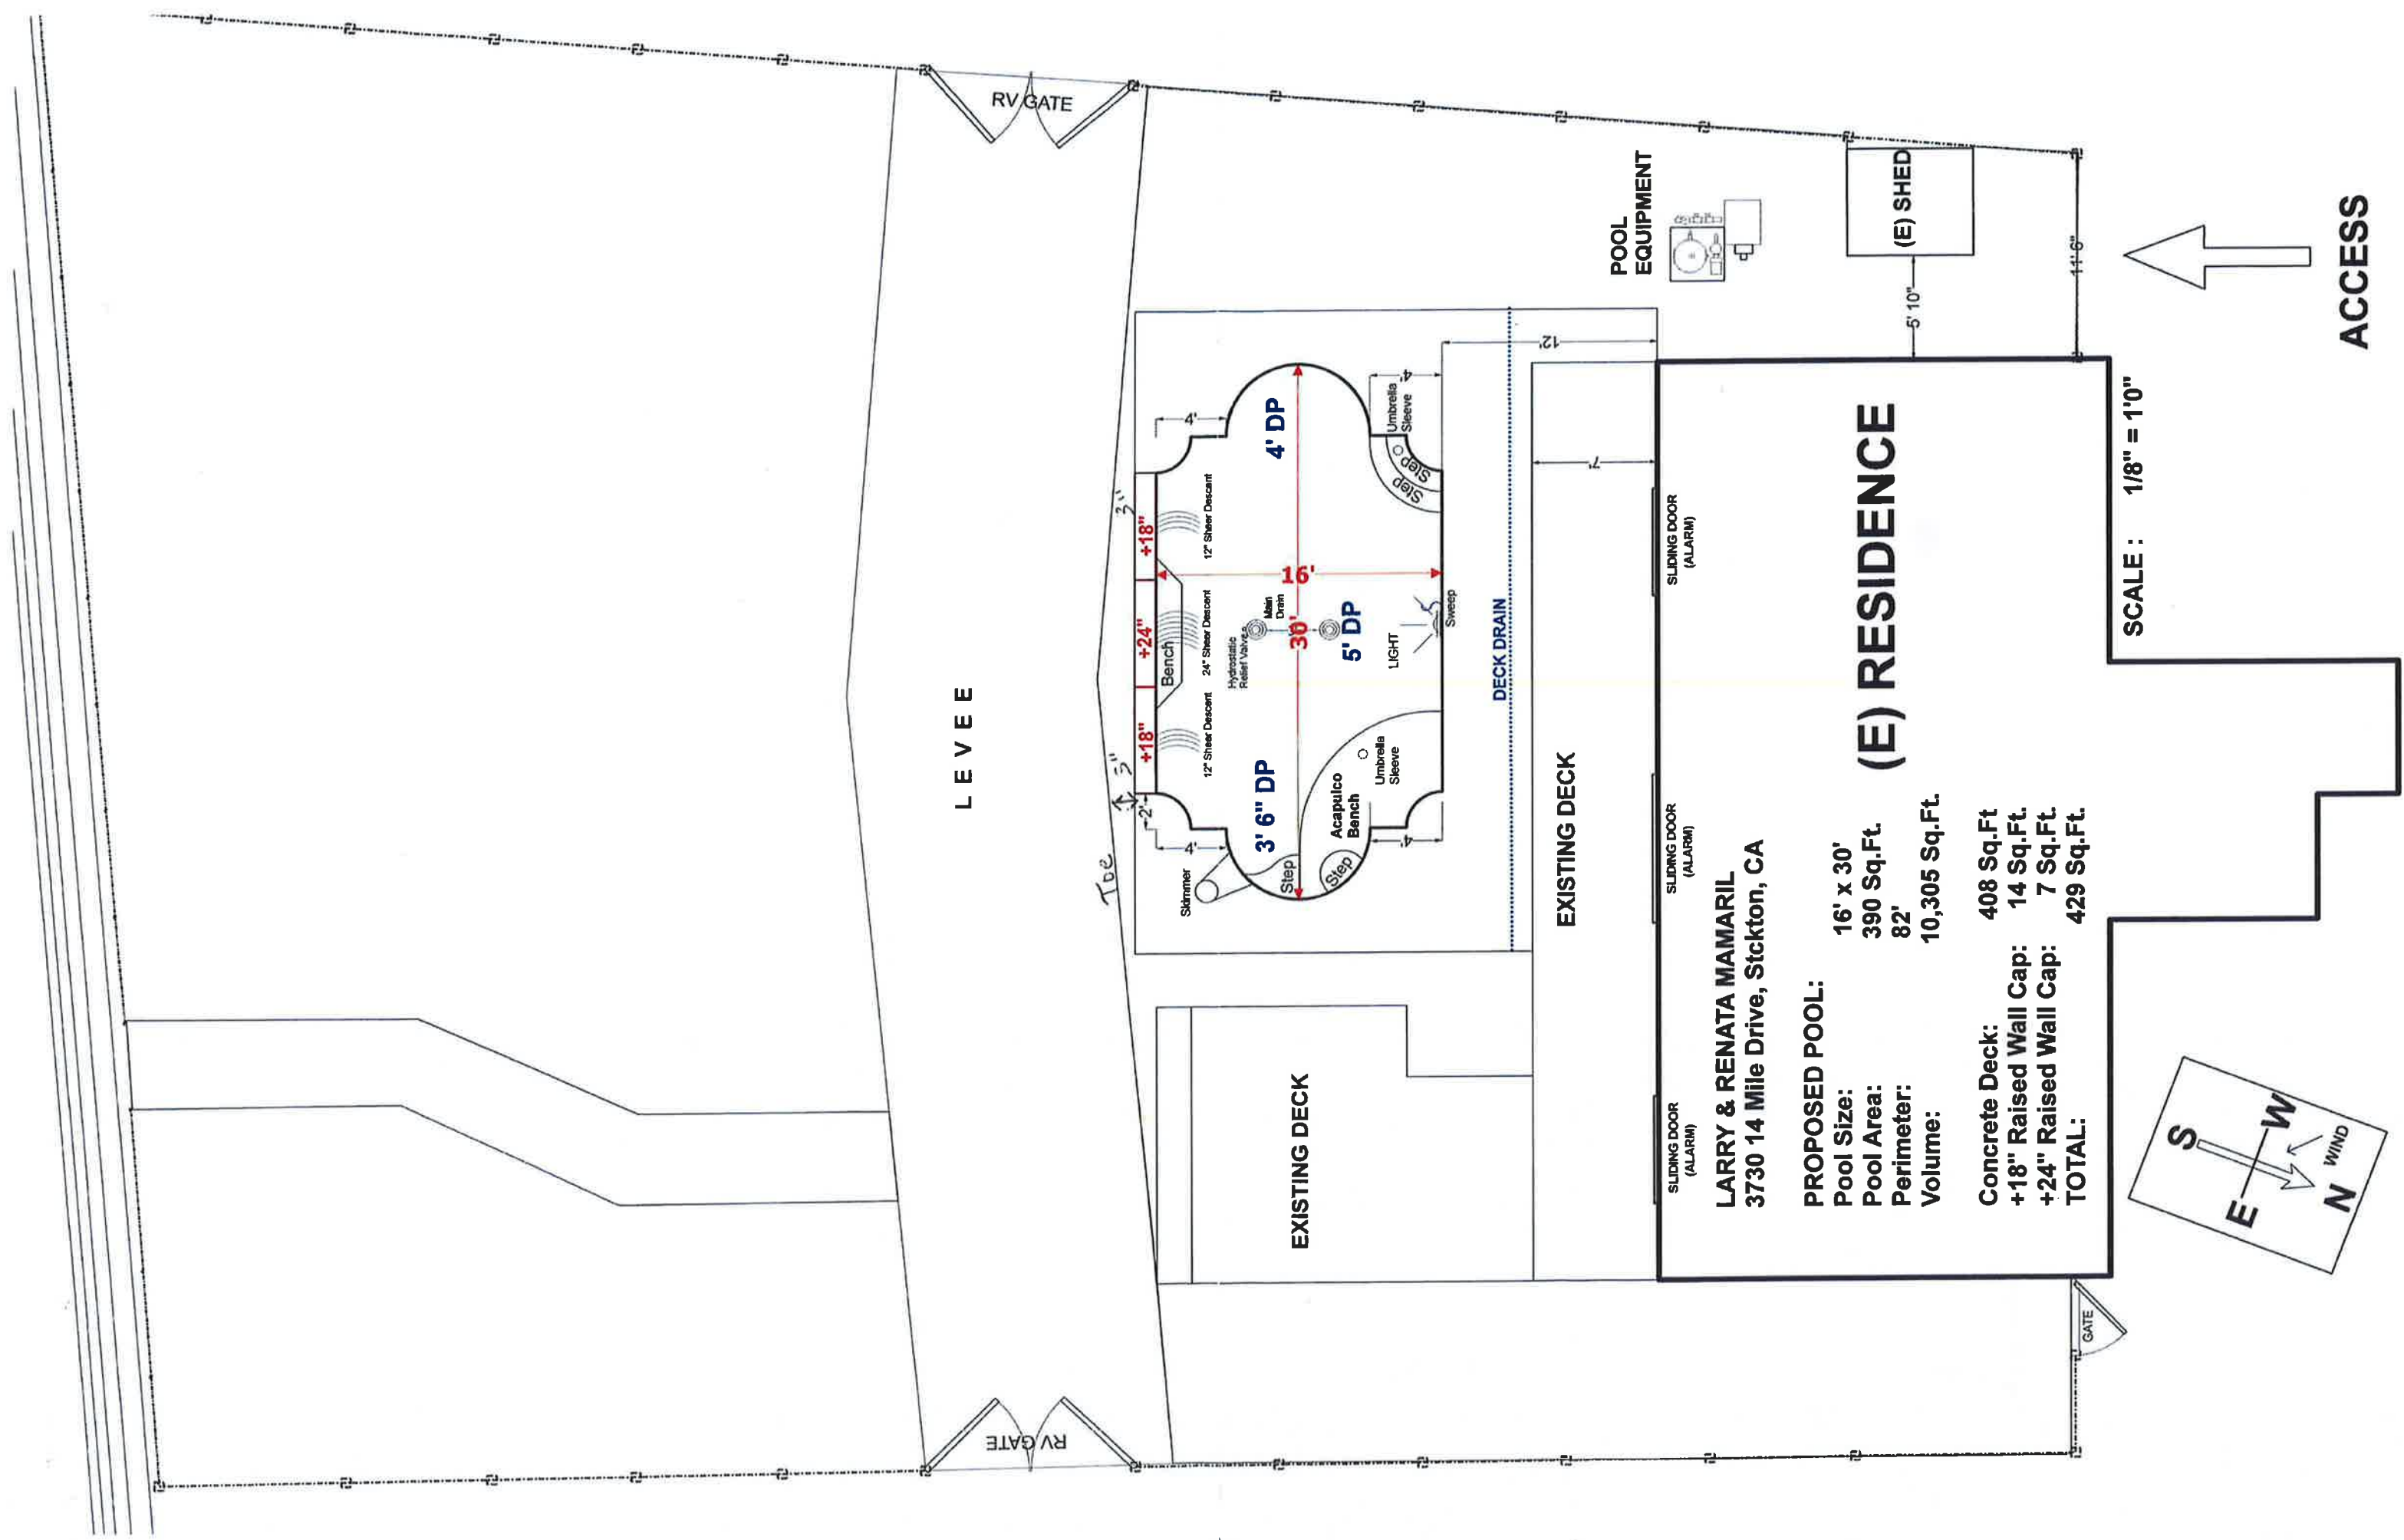 RV GATE
RV GATE
LEVEE
Toe
3"
3"
2'
+18"
+24"
+18"
4'
4'
Bench
12" Sheer Descent
24" Sheer Descent
12" Sheer Descent
Skimmer
Hydrostatic
Relief Valves
Main
Drain
3' 6" DP
4' DP
5' DP
16'
30'
Step
Step
Acapulco
Bench
Umbrella
Sleeve
LIGHT
Sweep
Step
Step
Umbrella
Sleeve
4'
4'
12'
DECK DRAIN
7'
EXISTING DECK
EXISTING DECK
POOL
EQUIPMENT
(E) SHED
5' 10"
11' 6"
ACCESS
SLIDING DOOR
(ALARM)
SLIDING DOOR
(ALARM)
SLIDING DOOR
(ALARM)
LARRY & RENATA MAMARIL
3730 14 Mile Drive, Stckton, CA
PROPOSED POOL:
Pool Size: 16' x 30'
Pool Area: 390 Sq.Ft.
Perimeter: 82'
Volume: 10,305 Sq.Ft.
Concrete Deck: 408 Sq.Ft
+18" Raised Wall Cap: 14 Sq.Ft.
+24" Raised Wall Cap: 7 Sq.Ft.
TOTAL: 429 Sq.Ft.
(E) RESIDENCE
SCALE : 1/8" = 1'0"
GATE
S
E
W
N
WIND